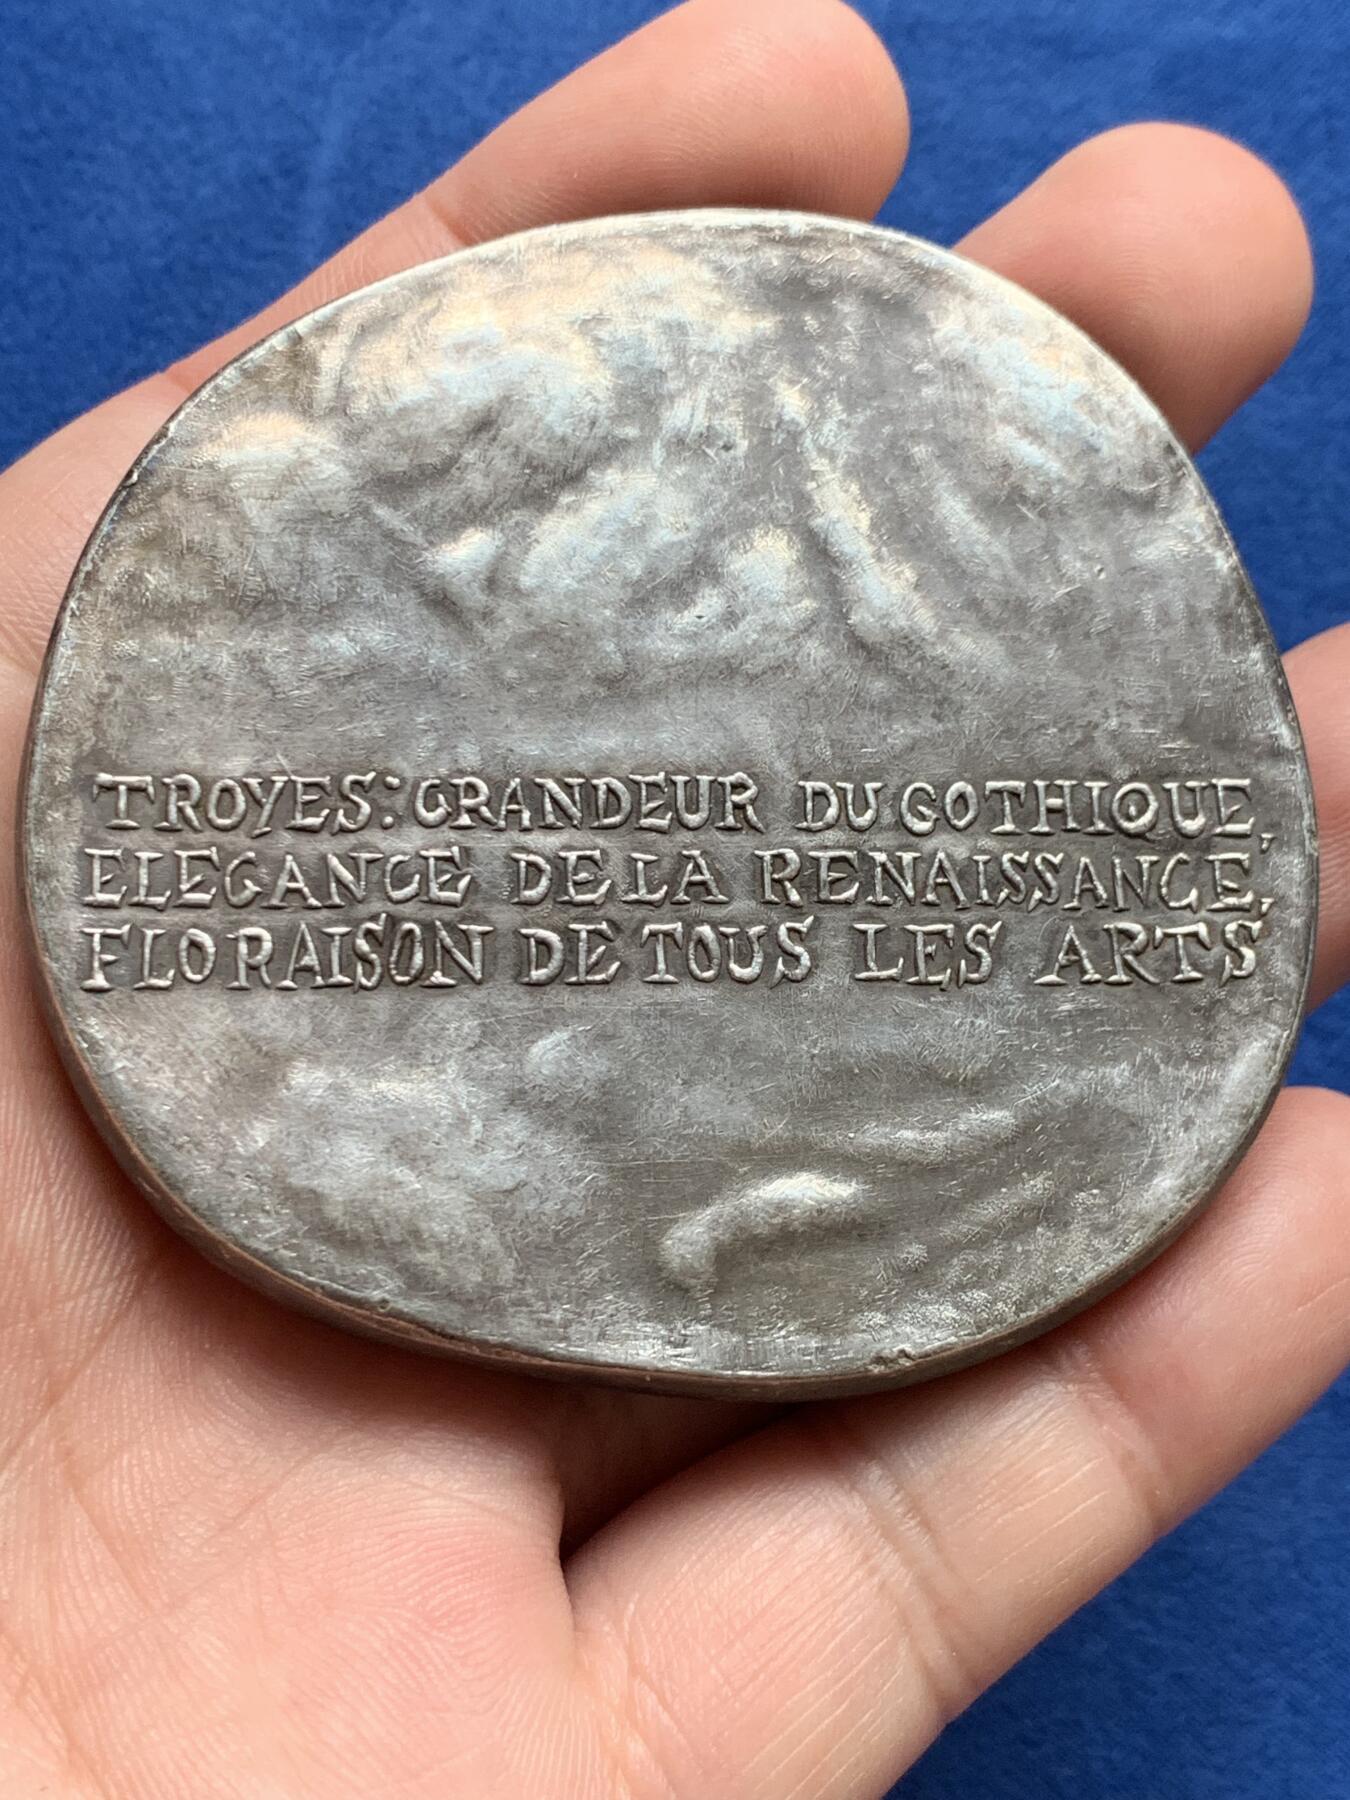 TROYES: GRANDEUR DU GOTHIQUE,
ELEGANCE DE LA RENAISSANCE,
FLORAISON DE TOUS LES ARTS